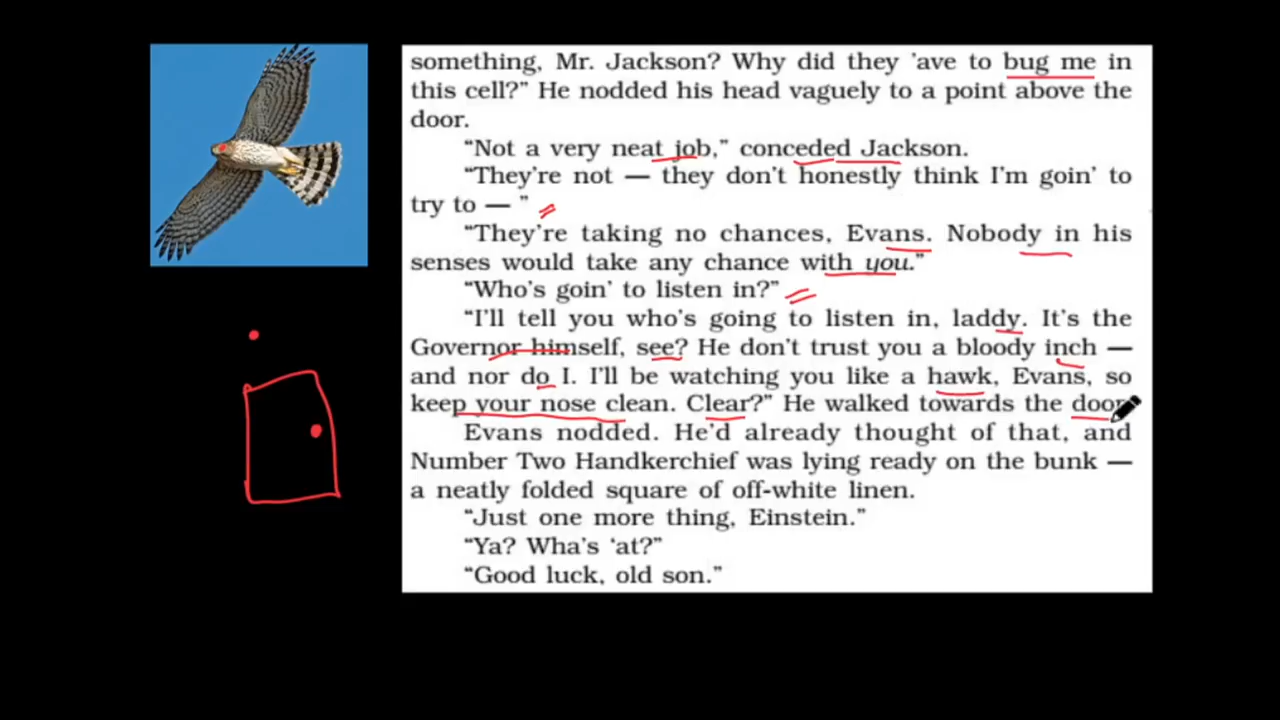 something, Mr. Jackson? Why did they ’ave to bug me in
this cell?” He nodded his head vaguely to a point above the
door.
“Not a very neat job,” conceded Jackson.
“They’re not — they don’t honestly think I’m goin’ to
try to — ”
“They’re taking no chances, Evans. Nobody in his
senses would take any chance with you.”
“Who’s goin’ to listen in?”
“I’ll tell you who’s going to listen in, laddy. It’s the
Governor himself, see? He don’t trust you a bloody inch —
and nor do I. I’ll be watching you like a hawk, Evans, so
keep your nose clean. Clear?” He walked towards the door
Evans nodded. He’d already thought of that, and
Number Two Handkerchief was lying ready on the bunk —
a neatly folded square of off-white linen.
“Just one more thing, Einstein.”
“Ya? Wha’s ‘at?”
“Good luck, old son.”